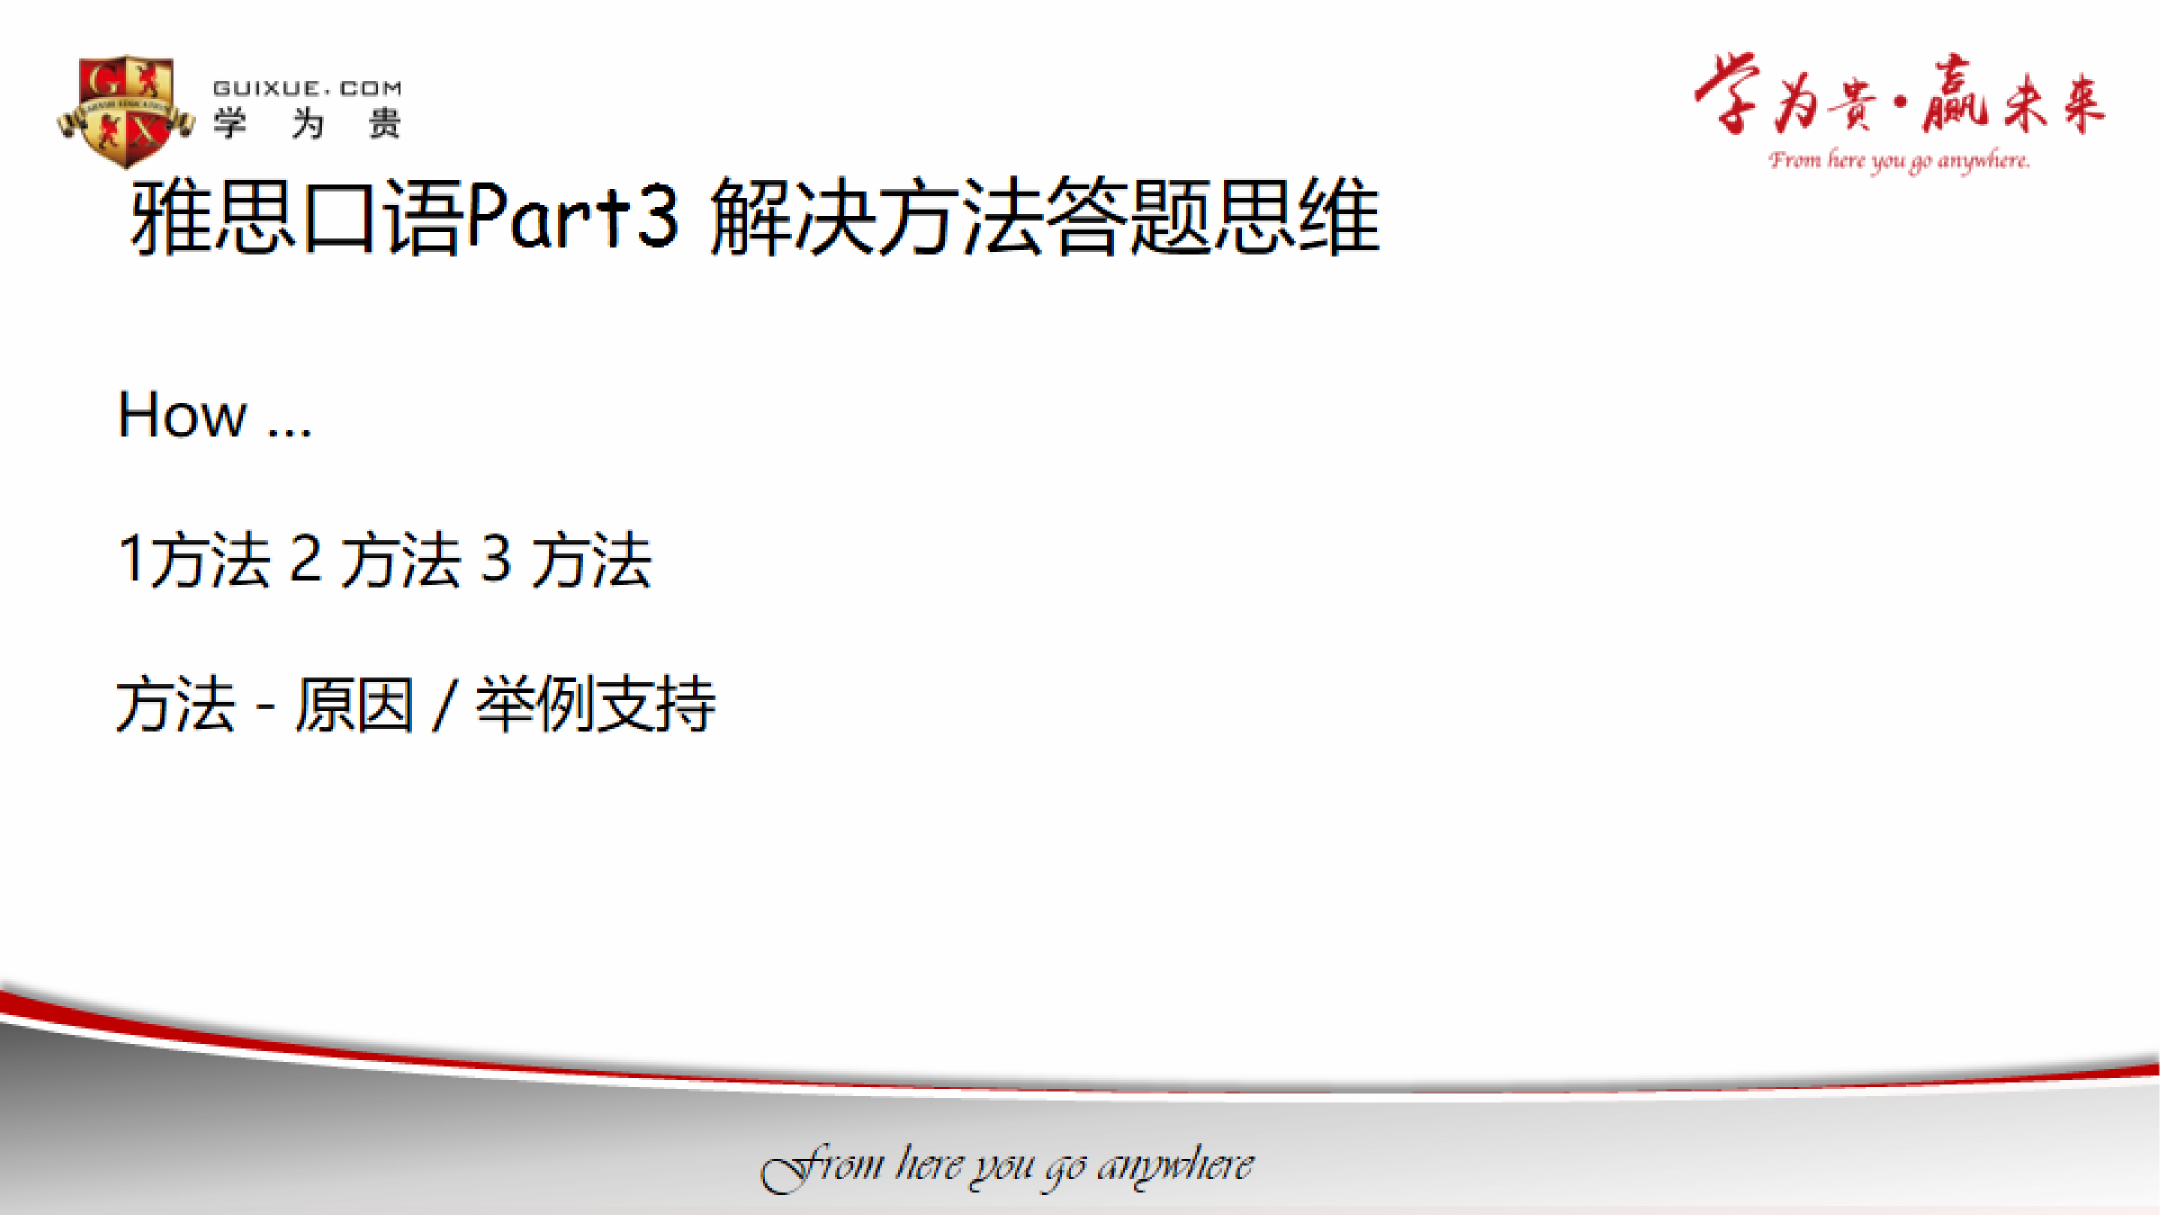 GUIXUE.COM
学为贵
学为贵·赢未来
From here you go anywhere.
雅思口语Part3 解决方法答题思维
How ...
1方法 2 方法 3 方法
方法 - 原因 / 举例支持
From here you go anywhere